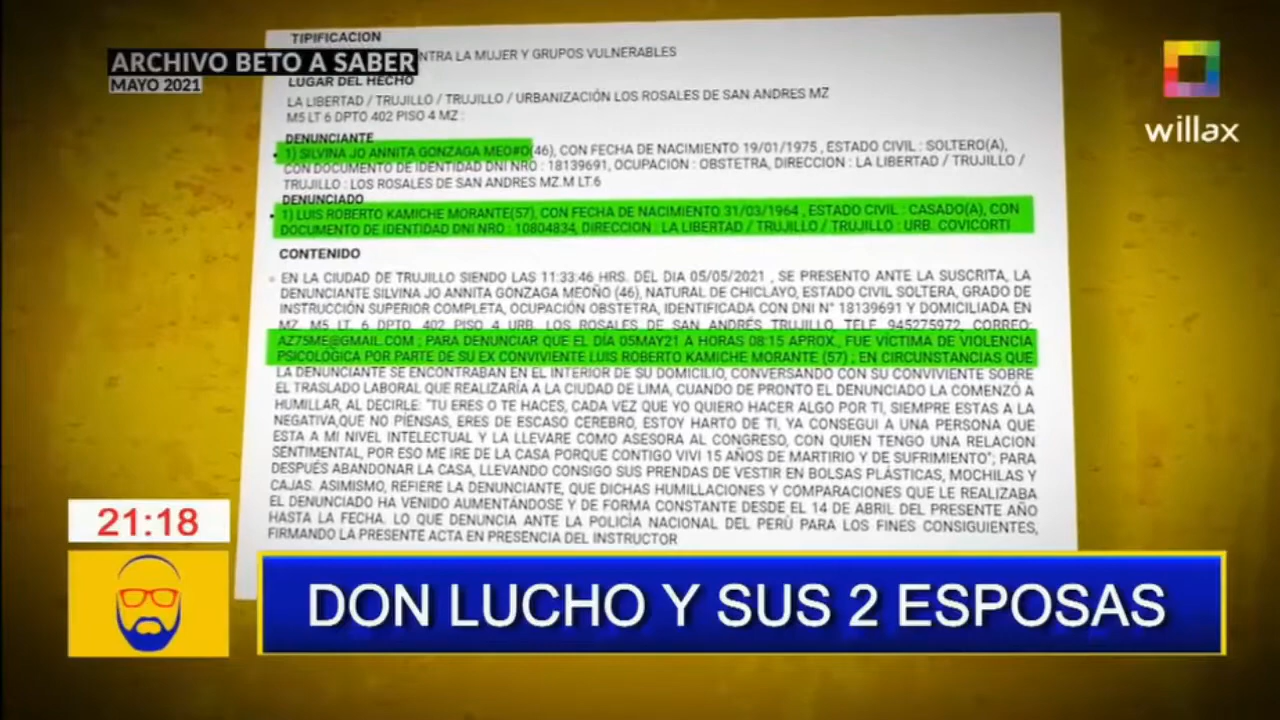 TIPIFICACION
NTRA LA MUJER Y GRUPOS VULNERABLES
ARCHIVO BETO A SABER
MAYO 2021
LUGAR DEL HECHO
LA LIBERTAD / TRUJILLO / TRUJILLO / URBANIZACIÓN LOS ROSALES DE SAN ANDRES MZ
M5 LT 6 DPTO 402 PISO 4 MZ :
willax
DENUNCIANTE
1) SILVINA JO ANNITA GONZAGA MEO#O(46), CON FECHA DE NACIMIENTO 19/01/1975 , ESTADO CIVIL : SOLTERO(A),
CON DOCUMENTO DE IDENTIDAD DNI NRO : 18139691, OCUPACION : OBSTETRA, DIRECCION : LA LIBERTAD / TRUJILLO /
TRUJILLO : LOS ROSALES DE SAN ANDRES MZ.M LT.6
DENUNCIADO
1) LUIS ROBERTO KAMICHE MORANTE(57), CON FECHA DE NACIMIENTO 31/03/1964 , ESTADO CIVIL : CASADO(A), CON
DOCUMENTO DE IDENTIDAD DNI NRO : 10804834, DIRECCION : LA LIBERTAD / TRUJILLO / TRUJILLO : URB. COVICORTI
CONTENIDO
EN LA CIUDAD DE TRUJILLO SIENDO LAS 11:33:46 HRS. DEL DIA 05/05/2021 , SE PRESENTO ANTE LA SUSCRITA, LA
DENUNCIANTE SILVINA JO ANNITA GONZAGA MEOÑO (46), NATURAL DE CHICLAYO, ESTADO CIVIL SOLTERA, GRADO DE
INSTRUCCIÓN SUPERIOR COMPLETA, OCUPACIÓN OBSTETRA, IDENTIFICADA CON DNI N° 18139691 Y DOMICILIADA EN
MZ. M5 LT. 6 DPTO. 402 PISO 4 URB. LOS ROSALES DE SAN ANDRÉS TRUJILLO, TELF 945275972, CORREO:
AZ75ME@GMAIL.COM ; PARA DENUNCIAR QUE EL DÍA 05MAY21 A HORAS 08:15 APROX., FUE VÍCTIMA DE VIOLENCIA
PSICOLÓGICA POR PARTE DE SU EX CONVIVIENTE LUIS ROBERTO KAMICHE MORANTE (57) ; EN CIRCUNSTANCIAS QUE
LA DENUNCIANTE SE ENCONTRABAN EN EL INTERIOR DE SU DOMICILIO, CONVERSANDO CON SU CONVIVIENTE SOBRE
EL TRASLADO LABORAL QUE REALIZARÍA A LA CIUDAD DE LIMA, CUANDO DE PRONTO EL DENUNCIADO LA COMENZÓ A
HUMILLAR, AL DECIRLE: "TU ERES O TE HACES, CADA VEZ QUE YO QUIERO HACER ALGO POR TI, SIEMPRE ESTAS A LA
NEGATIVA,QUE NO PIENSAS, ERES DE ESCASO CEREBRO, ESTOY HARTO DE TI, YA CONSEGUI A UNA PERSONA QUE
ESTA A MI NIVEL INTELECTUAL Y LA LLEVARE COMO ASESORA AL CONGRESO, CON QUIEN TENGO UNA RELACION
SENTIMENTAL, POR ESO ME IRE DE LA CASA PORQUE CONTIGO VIVI 15 AÑOS DE MARTIRIO Y DE SUFRIMIENTO"; PARA
DESPUÉS ABANDONAR LA CASA, LLEVANDO CONSIGO SUS PRENDAS DE VESTIR EN BOLSAS PLÁSTICAS, MOCHILAS Y
CAJAS. ASIMISMO, REFIERE LA DENUNCIANTE, QUE DICHAS HUMILLACIONES Y COMPARACIONES QUE LE REALIZABA
EL DENUNCIADO HA VENIDO AUMENTÁNDOSE Y DE FORMA CONSTANTE DESDE EL 14 DE ABRIL DEL PRESENTE AÑO
HASTA LA FECHA. LO QUE DENUNCIA ANTE LA POLICÍA NACIONAL DEL PERÚ PARA LOS FINES CONSIGUIENTES,
FIRMANDO LA PRESENTE ACTA EN PRESENCIA DEL INSTRUCTOR
21:18
DON LUCHO Y SUS 2 ESPOSAS